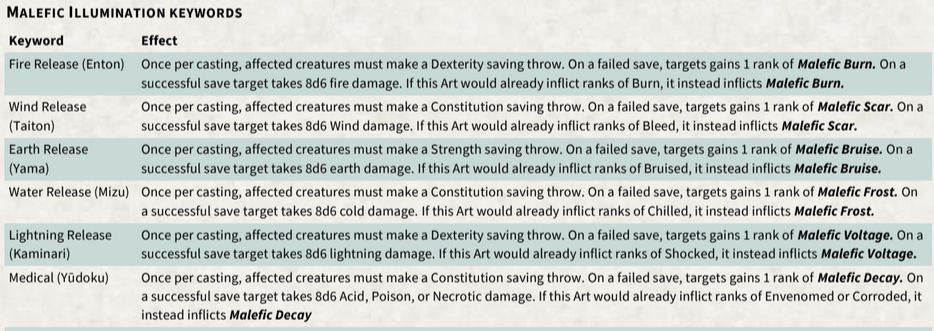 MALEFIC ILLUMINATION KEYWORDS
Keyword Effect
Fire Release (Enton) Once per casting, affected creatures must make a Dexterity saving throw. On a failed save, targets gains 1 rank of Malefic Burn. On a
successful save target takes 8d6 fire damage. If this Art would already inflict ranks of Burn, it instead inflicts Malefic Burn.
Wind Release Once per casting, affected creatures must make a Constitution saving throw. On a failed save, targets gains 1 rank of Malefic Scar. On a
(Taiton) successful save target takes 8d6 Wind damage. If this Art would already inflict ranks of Bleed, it instead inflicts Malefic Scar.
Earth Release Once per casting, affected creatures must make a Strength saving throw. On a failed save, targets gains 1 rank of Malefic Bruise. On a
(Yama) successful save target takes 8d6 earth damage. If this Art would already inflict ranks of Bruised, it instead inflicts Malefic Bruise.
Water Release (Mizu) Once per casting, affected creatures must make a Constitution saving throw. On a failed save, targets gains 1 rank of Malefic Frost. On
a successful save target takes 8d6 cold damage. If this Art would already inflict ranks of Chilled, it instead inflicts Malefic Frost.
Lightning Release Once per casting, affected creatures must make a Dexterity saving throw. On a failed save, targets gains 1 rank of Malefic Voltage. On a
(Kaminari) successful save target takes 8d6 lightning damage. If this Art would already inflict ranks of Shocked, it instead inflicts Malefic Voltage.
Medical (Yūdoku) Once per casting, affected creatures must make a Constitution saving throw. On a failed save, targets gains 1 rank of Malefic Decay. On
a successful save target takes 8d6 Acid, Poison, or Necrotic damage. If this Art would already inflict ranks of Envenomed or Corroded, it
instead inflicts Malefic Decay